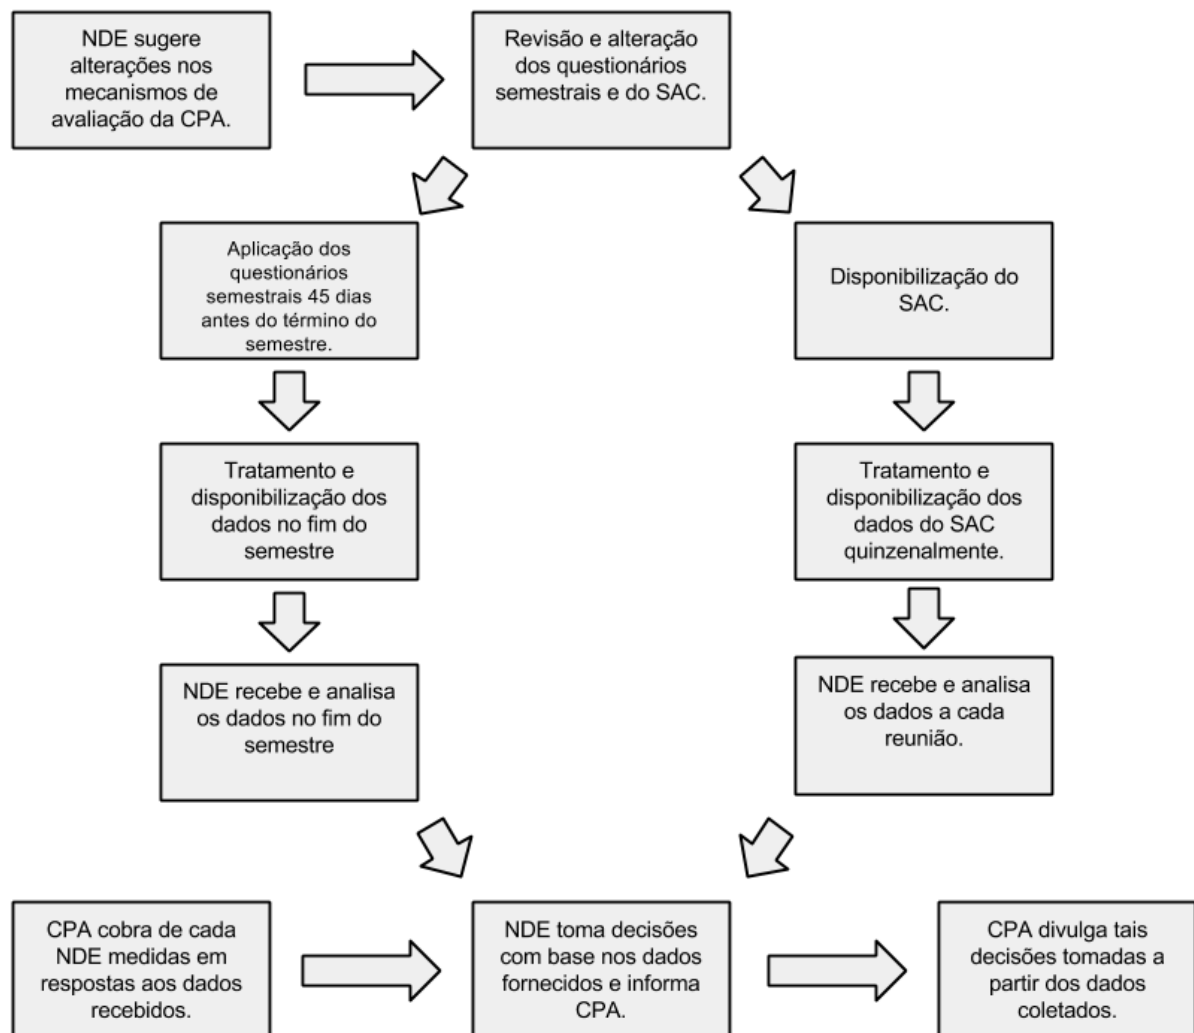 NDE sugere
alterações nos
mecanismos de
avaliação da CPA.
Revisão e alteração
dos questionários
semestrais e do SAC.
Aplicação dos
questionários
semestrais 45 dias
antes do término do
semestre.
Disponibilização do
SAC.
Tratamento e
disponibilização dos
dados no fim do
semestre
Tratamento e
disponibilização dos
dados do SAC
quinzenalmente.
NDE recebe e analisa
os dados no fim do
semestre
NDE recebe e analisa
os dados a cada
reunião.
CPA cobra de cada
NDE medidas em
respostas aos dados
recebidos.
NDE toma decisões
com base nos dados
fornecidos e informa
CPA.
CPA divulga tais
decisões tomadas a
partir dos dados
coletados.